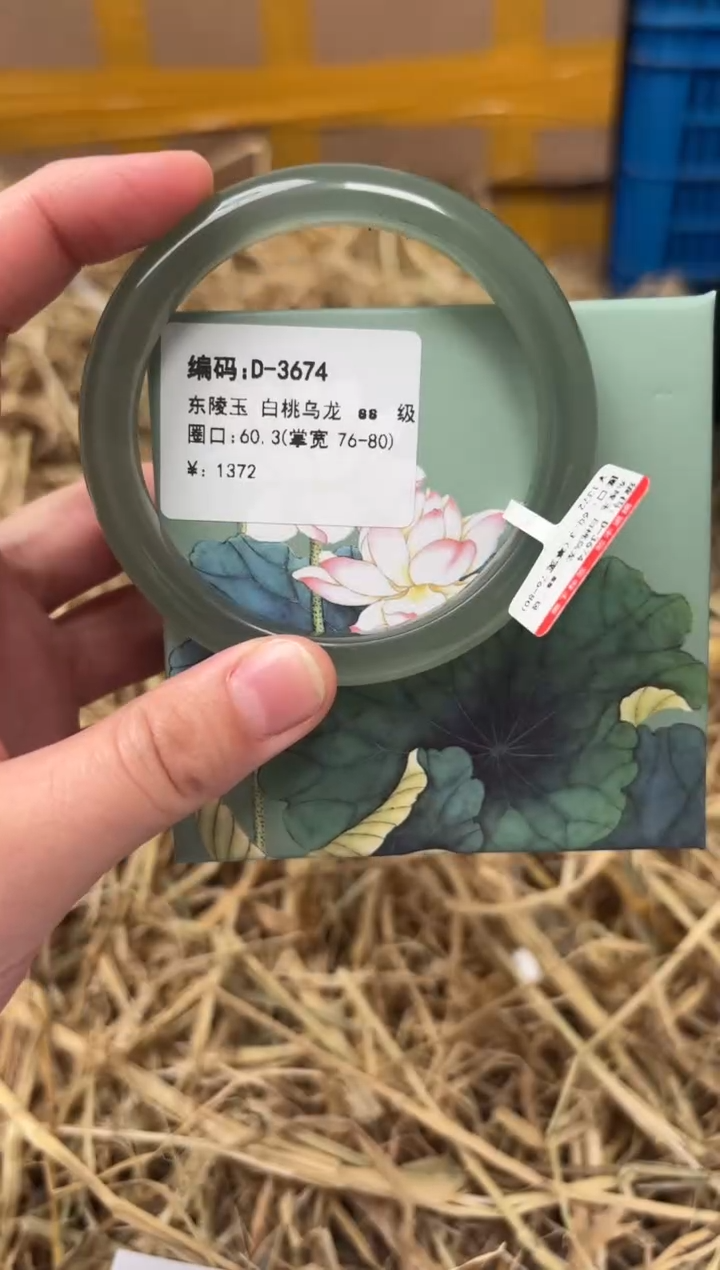 编码:D-3674
东陵玉 白桃乌龙 ss 级
圈口:60.3(掌宽 76-80)
¥: 1372